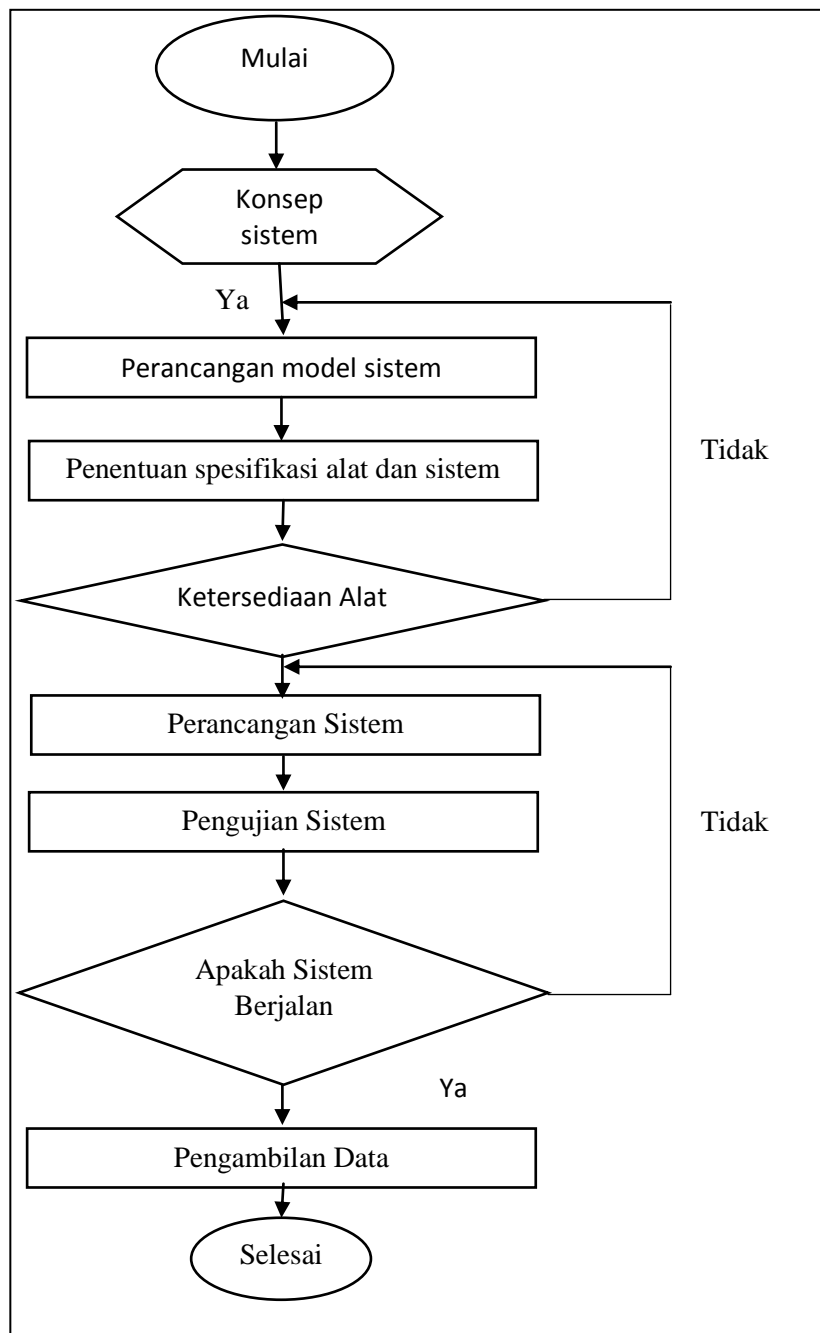 Mulai
Konsep
sistem
Ya
Perancangan model sistem
Tidak
Penentuan spesifikasi alat dan sistem
Ketersediaan Alat
Perancangan Sistem
Pengujian Sistem
Tidak
Apakah Sistem
Berjalan
Ya
Pengambilan Data
Selesai